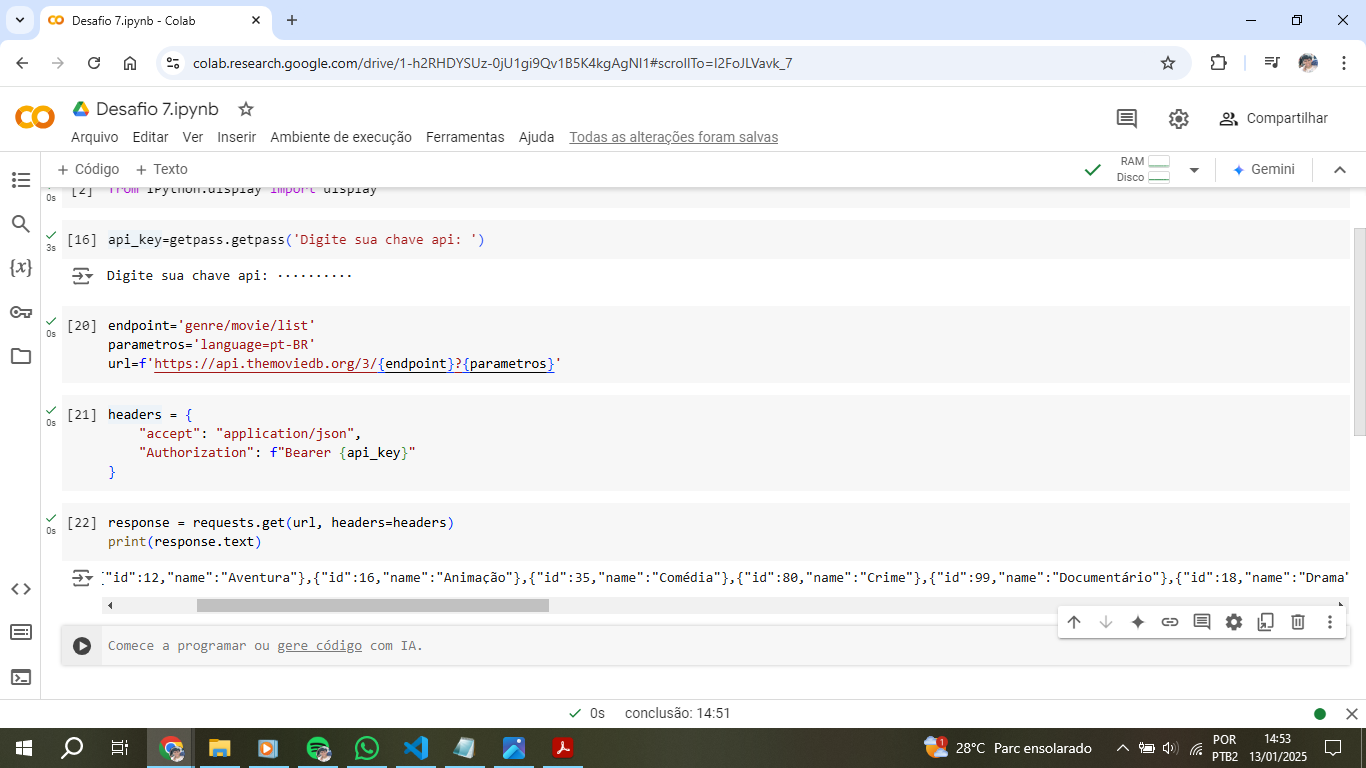 Desafio 7.ipynb - Colab
colab.research.google.com/drive/1-h2RHDYSUz-0jU1gi9Qv1B5K4kgAgNI1#scrollTo=I2FoJLVavk_7
Desafio 7.ipynb
Compartilhar
Arquivo Editar Ver Inserir Ambiente de execução Ferramentas Ajuda Todas as alterações foram salvas
+ Código + Texto
RAM
Disco
Gemini
0s [2] from IPython.display import display
3s [16] api_key=getpass.getpass('Digite sua chave api: ')
Digite sua chave api: ··········
0s [20] endpoint='genre/movie/list'
parametros='language=pt-BR'
url=f'https://api.themoviedb.org/3/{endpoint}?{parametros}'
0s [21] headers = {
"accept": "application/json",
"Authorization": f"Bearer {api_key}"
}
0s [22] response = requests.get(url, headers=headers)
print(response.text)
{"id":12,"name":"Aventura"},{"id":16,"name":"Animação"},{"id":35,"name":"Comédia"},{"id":80,"name":"Crime"},{"id":99,"name":"Documentário"},{"id":18,"name":"Drama"
Comece a programar ou gere código com IA.
0s conclusão: 14:51
28°C Parc ensolarado
POR
PTB2
14:53
13/01/2025